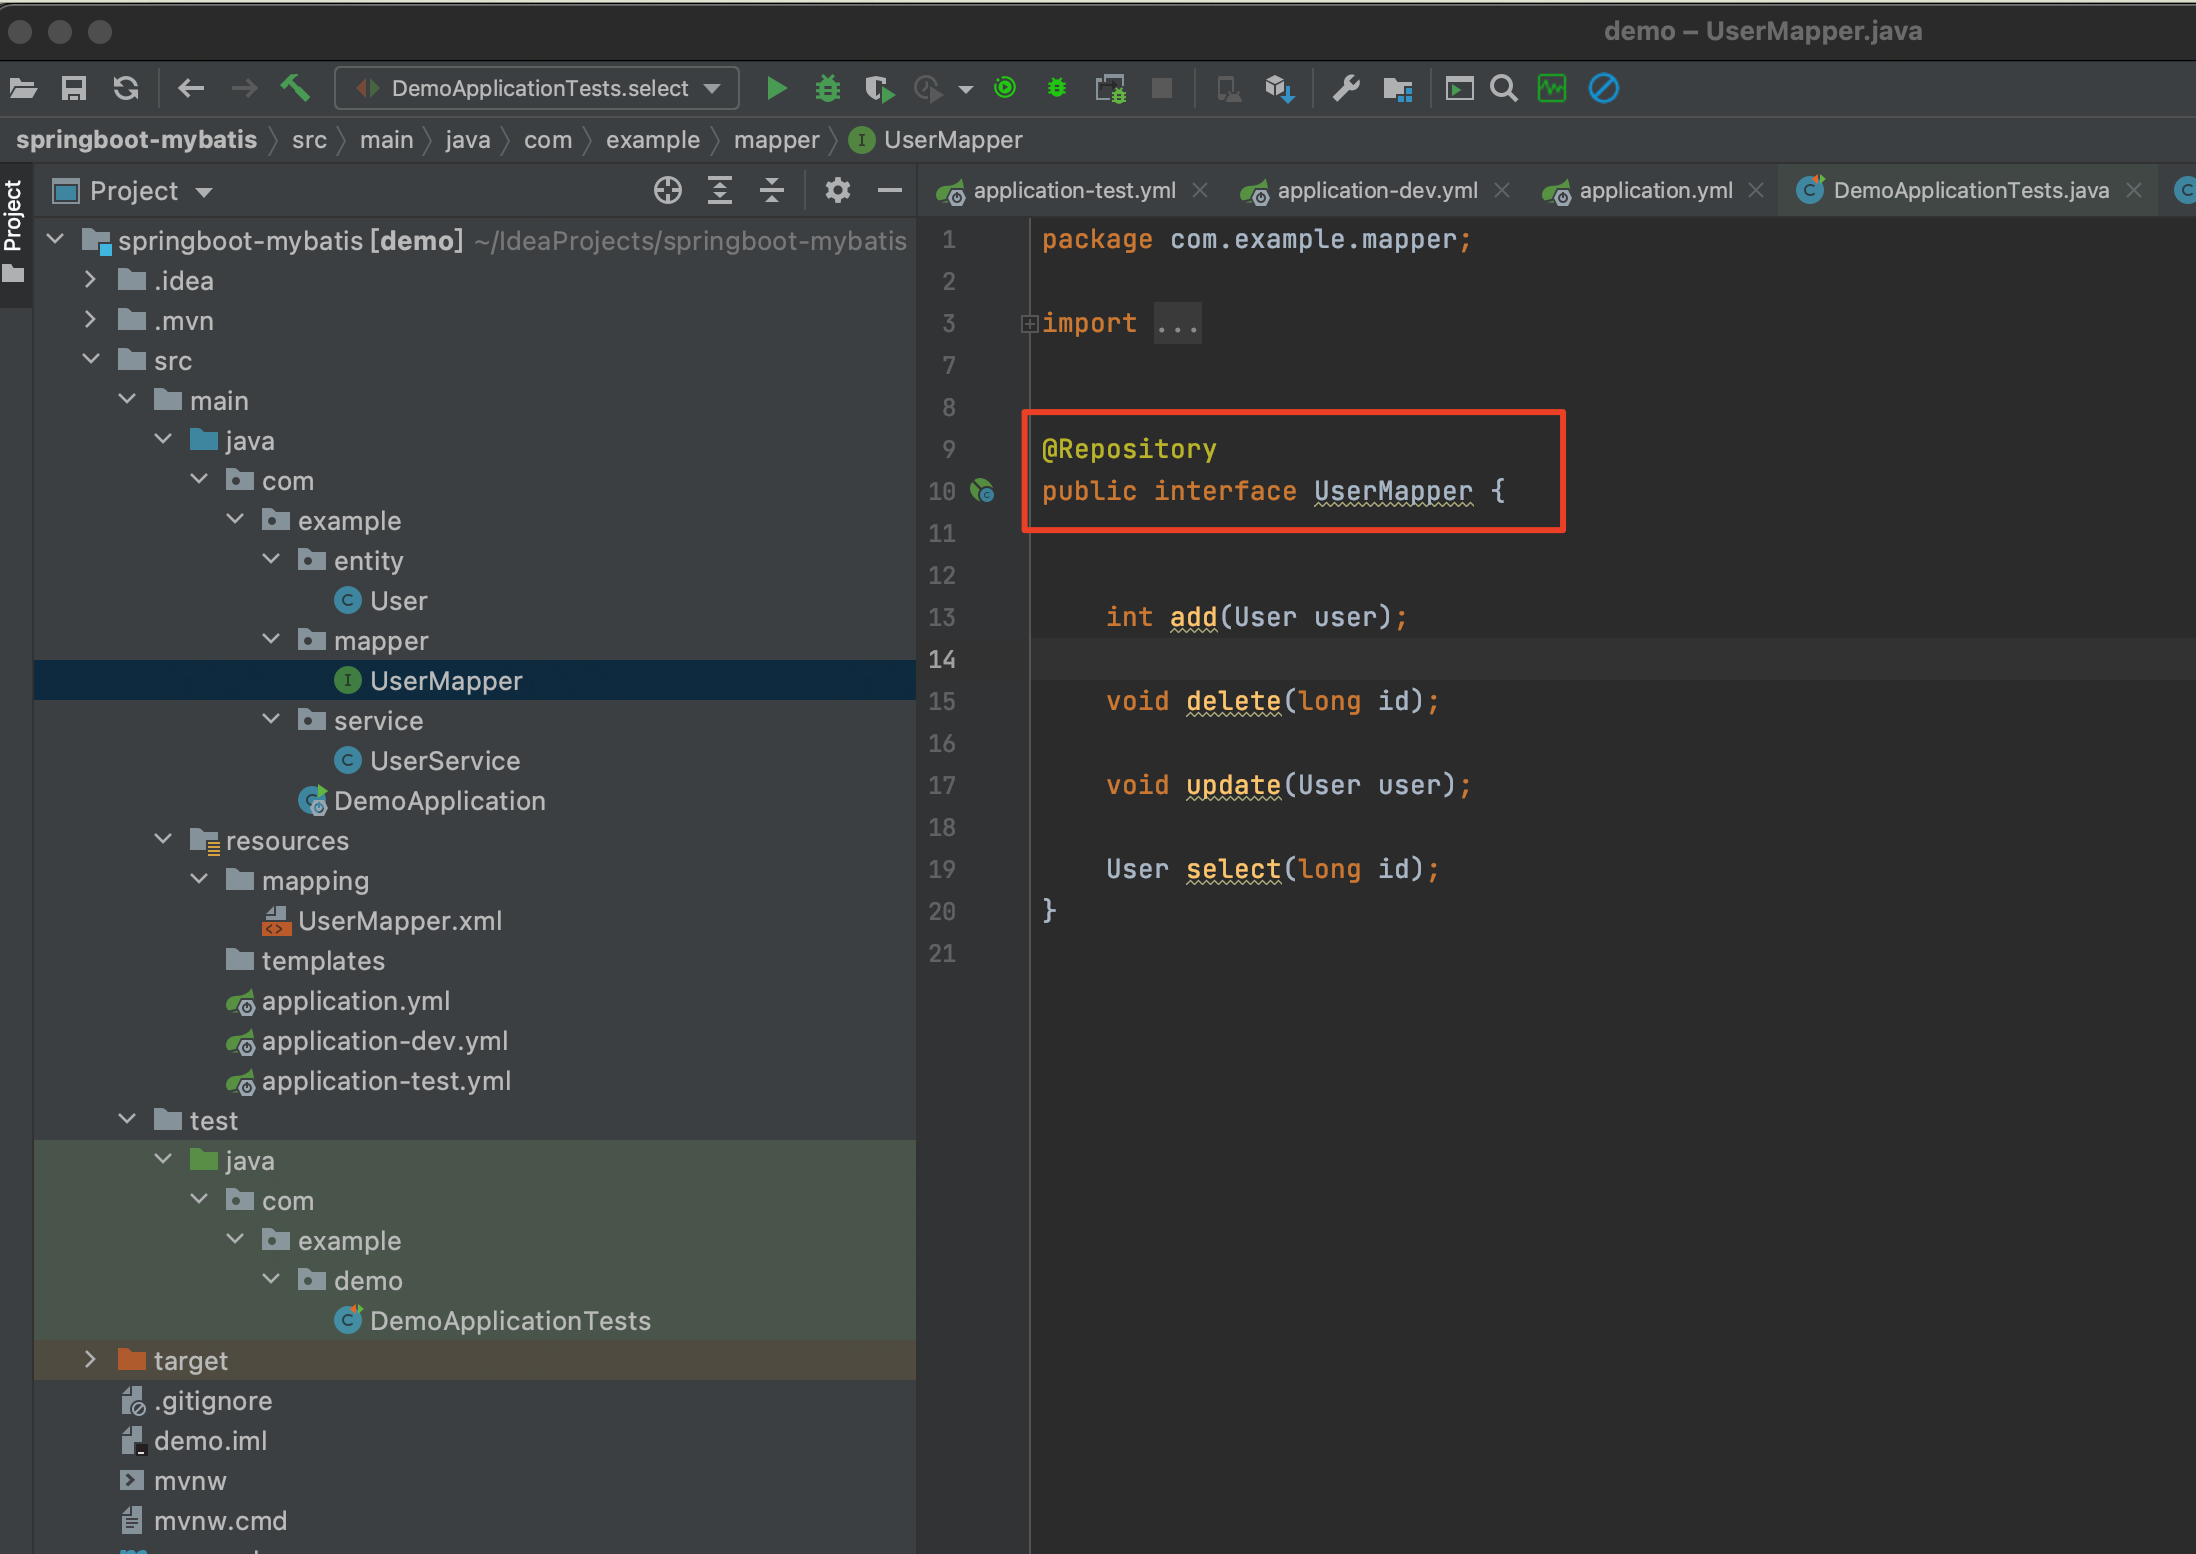 demo – UserMapper.java
DemoApplicationTests.select
springboot-mybatis
src
main
java
com
example
mapper
UserMapper
Project
Project
application-test.yml
application-dev.yml
application.yml
DemoApplicationTests.java
springboot-mybatis [demo] ~/IdeaProjects/springboot-mybatis
.idea
.mvn
src
main
java
com
example
entity
User
mapper
UserMapper
service
UserService
DemoApplication
resources
mapping
UserMapper.xml
templates
application.yml
application-dev.yml
application-test.yml
test
java
com
example
demo
DemoApplicationTests
target
.gitignore
demo.iml
mvnw
mvnw.cmd
1 package com.example.mapper;
2
3 import ...
7
8
9 @Repository
10 public interface UserMapper {
11
12
13 int add(User user);
14
15 void delete(long id);
16
17 void update(User user);
18
19 User select(long id);
20 }
21